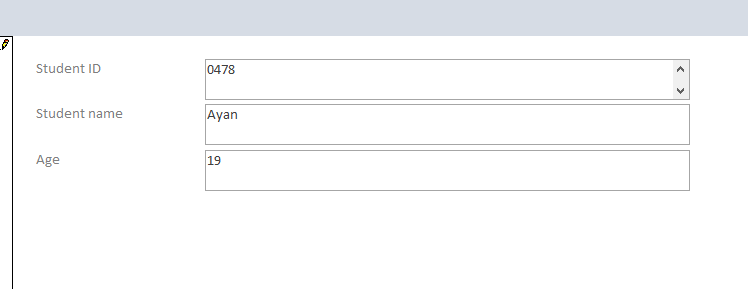 Student ID 0478
Student name Ayan
Age 19